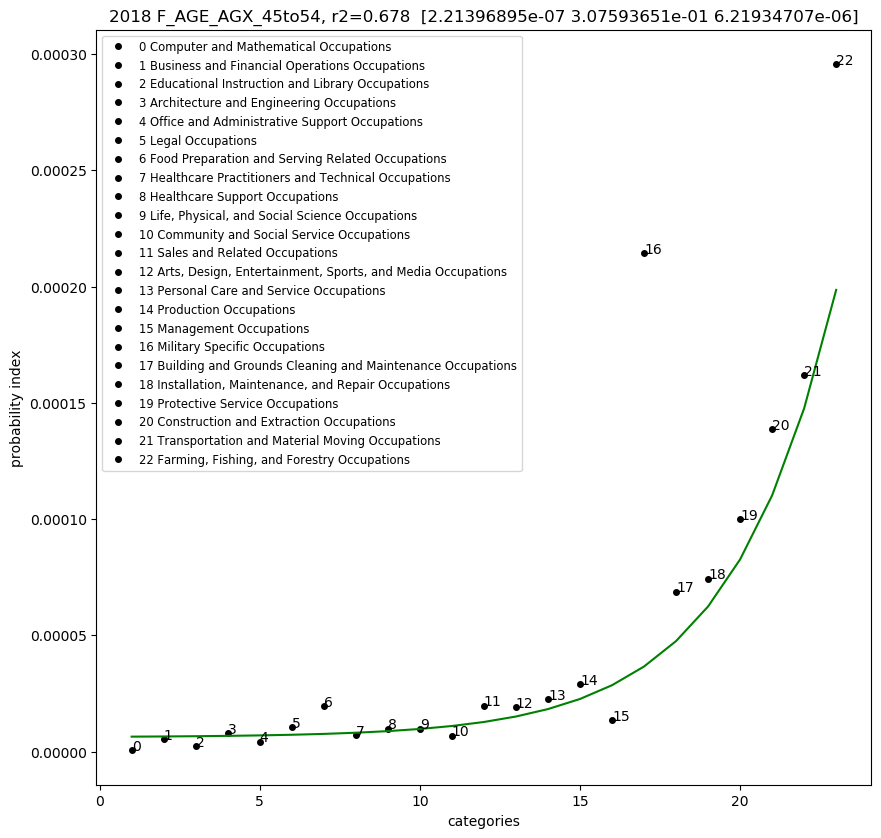 2018 F_AGE_AGX_45to54, r2=0.678  [2.21396895e-07 3.07593651e-01 6.21934707e-06]
0 Computer and Mathematical Occupations
1 Business and Financial Operations Occupations
2 Educational Instruction and Library Occupations
3 Architecture and Engineering Occupations
4 Office and Administrative Support Occupations
5 Legal Occupations
6 Food Preparation and Serving Related Occupations
7 Healthcare Practitioners and Technical Occupations
8 Healthcare Support Occupations
9 Life, Physical, and Social Science Occupations
10 Community and Social Service Occupations
11 Sales and Related Occupations
12 Arts, Design, Entertainment, Sports, and Media Occupations
13 Personal Care and Service Occupations
14 Production Occupations
15 Management Occupations
16 Military Specific Occupations
17 Building and Grounds Cleaning and Maintenance Occupations
18 Installation, Maintenance, and Repair Occupations
19 Protective Service Occupations
20 Construction and Extraction Occupations
21 Transportation and Material Moving Occupations
22 Farming, Fishing, and Forestry Occupations
probability index
0.00030
0.00025
0.00020
0.00015
0.00010
0.00005
0.00000
0
1
2
3
4
5
6
7
8
9
10
11
12
13
14
15
16
17
18
19
20
21
22
0
5
10
15
20
categories